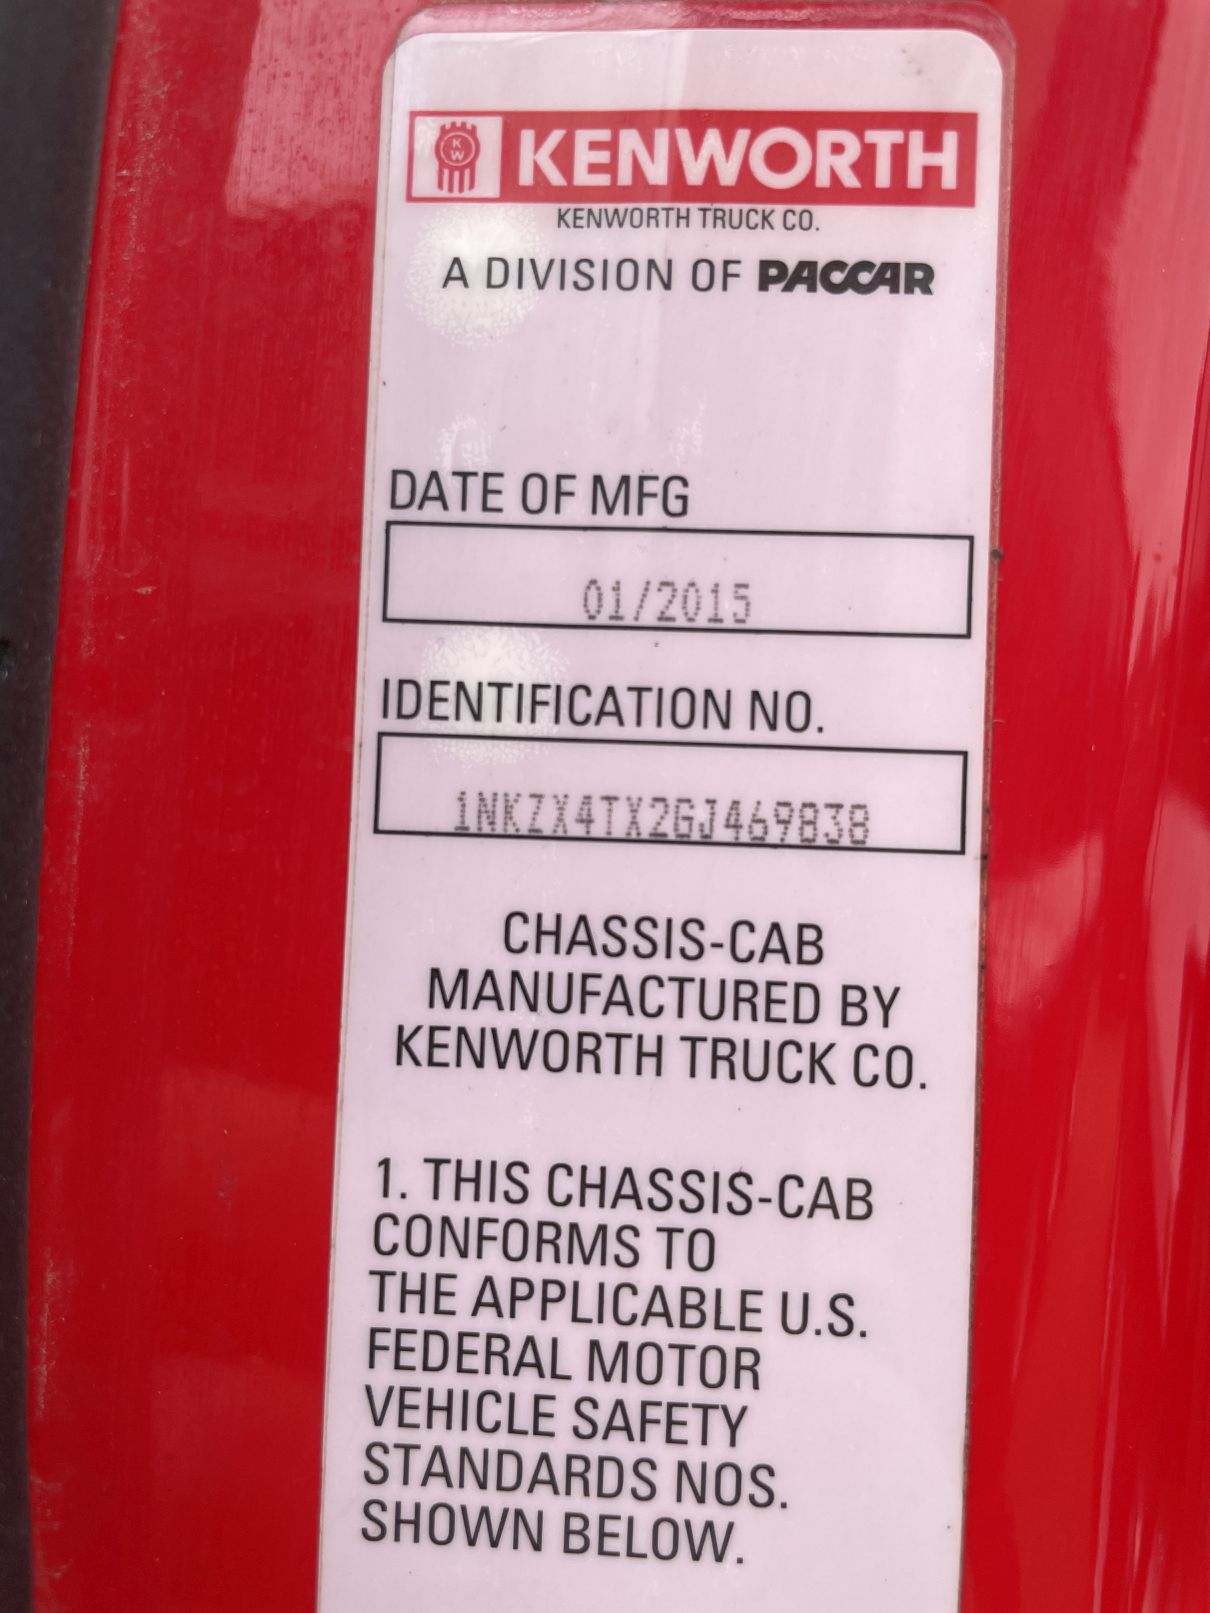 KW
KENWORTH
KENWORTH TRUCK CO.
A DIVISION OF PACCAR
DATE OF MFG
01/2015
IDENTIFICATION NO.
1NKZX4TX2GJ469838
CHASSIS-CAB
MANUFACTURED BY
KENWORTH TRUCK CO.
1. THIS CHASSIS-CAB
CONFORMS TO
THE APPLICABLE U.S.
FEDERAL MOTOR
VEHICLE SAFETY
STANDARDS NOS.
SHOWN BELOW.